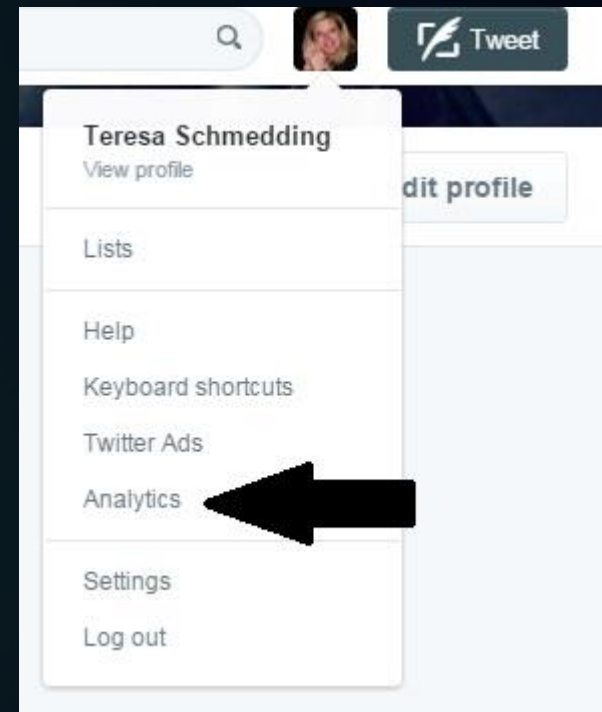 Tweet
Teresa Schmedding
View profile
dit profile
Lists
Help
Keyboard shortcuts
Twitter Ads
Analytics
Settings
Log out